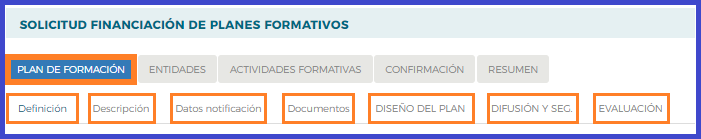 SOLICITUD FINANCIACIÓN DE PLANES FORMATIVOS
PLAN DE FORMACIÓN ENTIDADES ACTIVIDADES FORMATIVAS CONFIRMACIÓN RESUMEN
Definición Descripción Datos notificación Documentos DISEÑO DEL PLAN DIFUSIÓN Y SEG. EVALUACIÓN